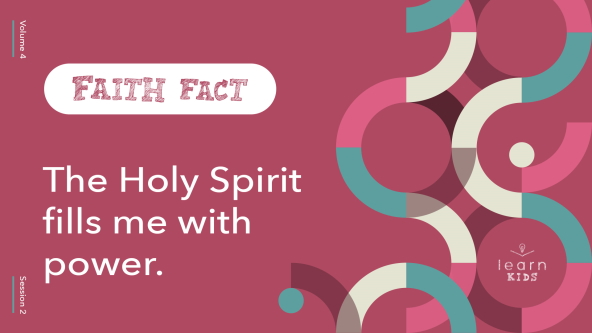 Volume 4
FAITH FACT
The Holy Spirit
fills me with
power.
learn
KIDS
Session 2